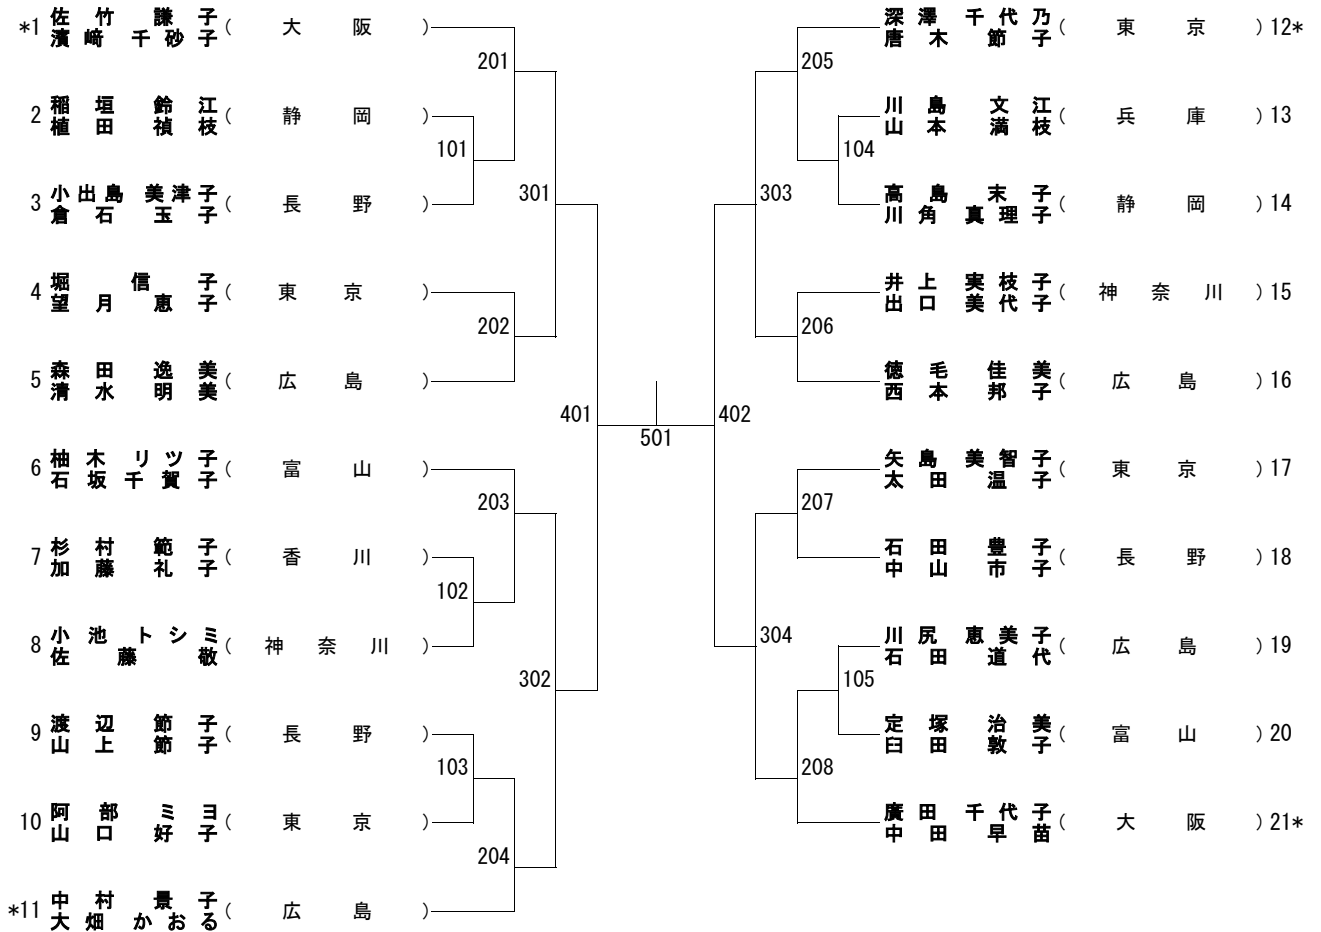 佐竹謙子
*1 (大阪)
濱﨑千砂子
201
稲垣鈴江
2 (静岡)
植田禎枝
101
小出島美津子
3 (長野)
倉石玉子
301
堀信子
4 (東京)
望月恵子
202
森田逸美
5 (広島)
清水明美
401
柚木リツ子
6 (富山)
石坂千賀子
203
杉村範子
7 (香川)
加藤礼子
102
小池トシミ
8 (神奈川)
佐藤敬
302
渡辺節子
9 (長野)
山上節子
103
阿部ミヨ
10 (東京)
山口好子
204
中村景子
*11 (広島)
大畑かおる
501
深澤千代乃
(東京) 12*
唐木節子
205
川島文江
(兵庫) 13
山本満枝
104
高島末子
(静岡) 14
川角真理子
303
井上実枝子
(神奈川) 15
出口美代子
206
徳毛佳美
(広島) 16
西本邦子
402
矢島美智子
(東京) 17
太田温子
207
石田豊子
(長野) 18
中山市子
304
川尻恵美子
(広島) 19
石田道代
105
定塚治美
(富山) 20
臼田敦子
208
廣田千代子
(大阪) 21*
中田早苗